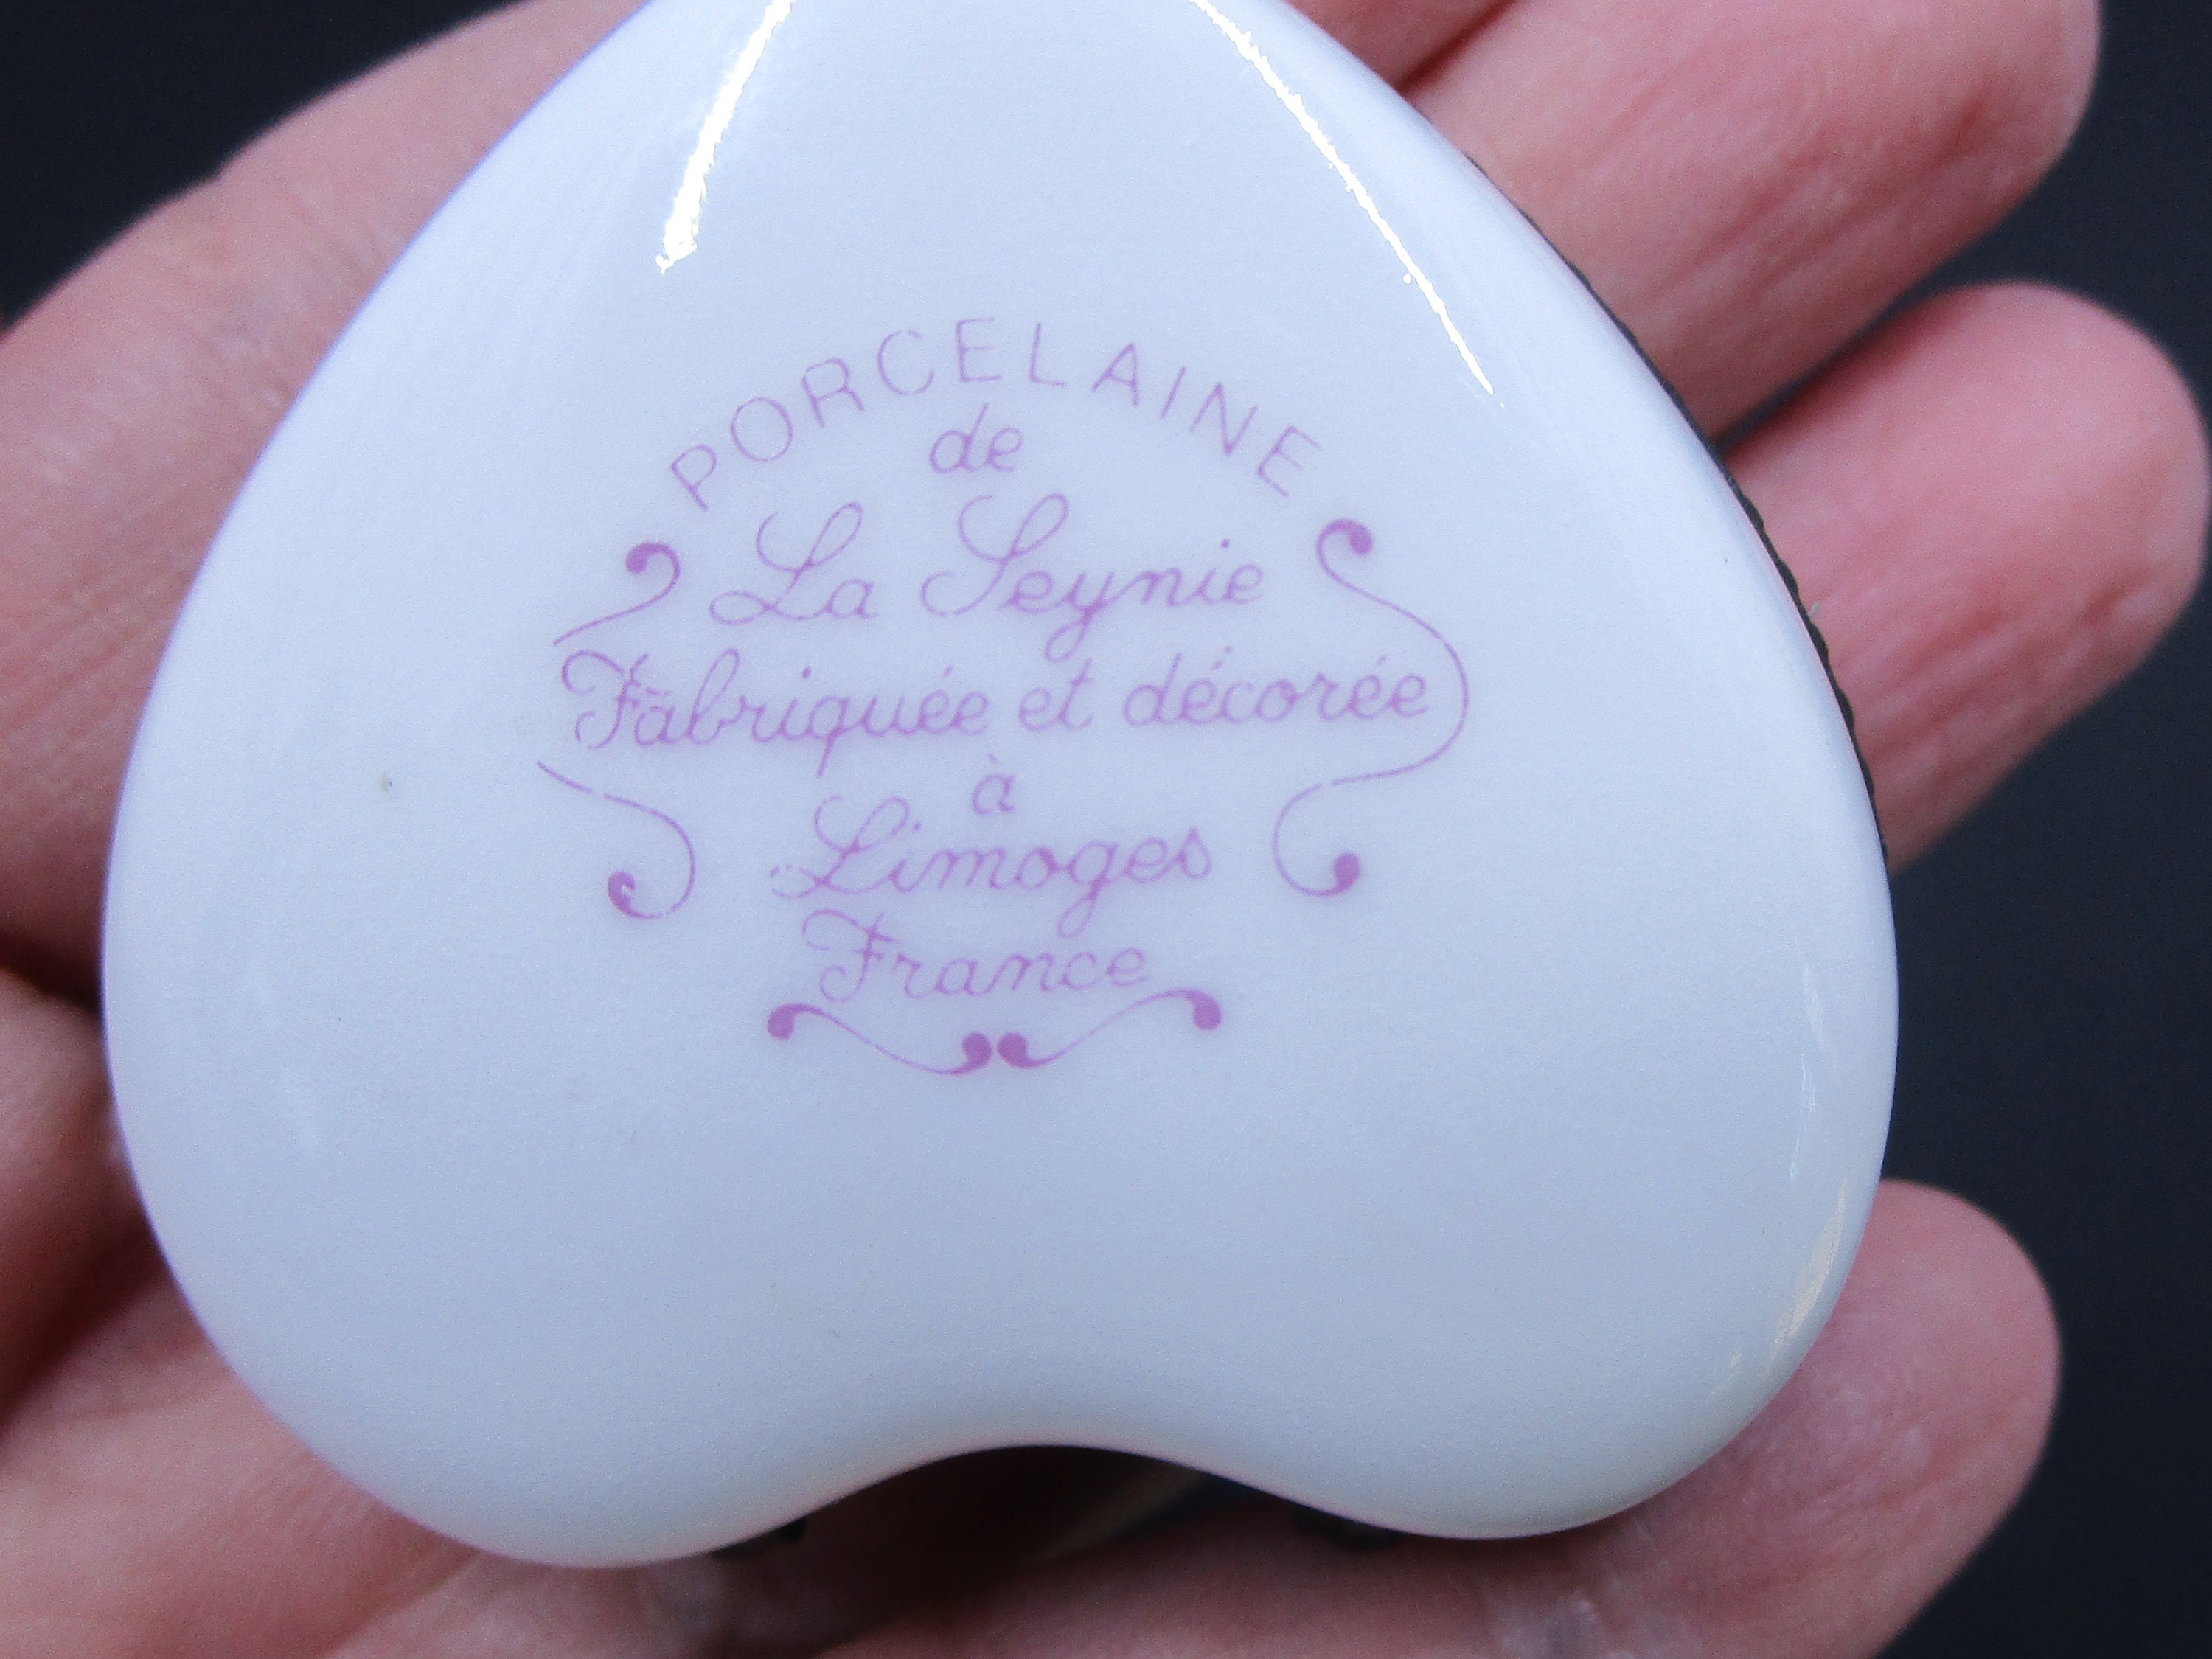 PORCELAINE
de
La Seynie
Fabriquée et décorée
à
Limoges
France